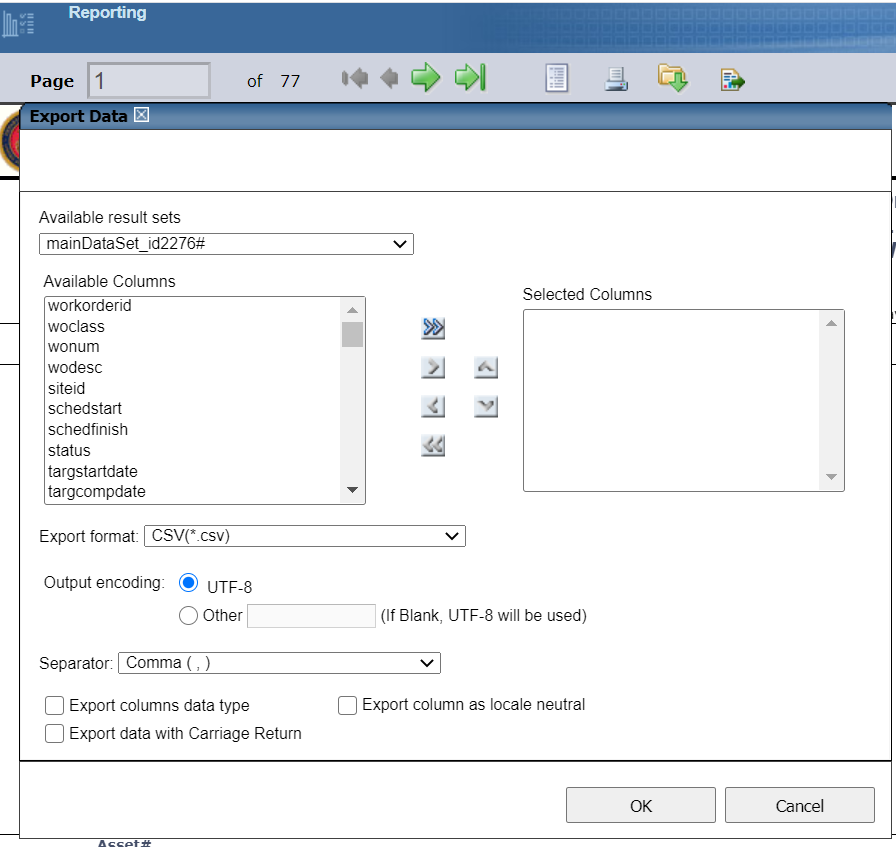 Reporting
Page 1 of 77
Export Data
Available result sets
mainDataSet_id2276#
Available Columns
Selected Columns
workorderid
woclass
wonum
wodesc
siteid
schedstart
schedfinish
status
targstartdate
targcompdate
Export format: CSV(*.csv)
Output encoding: UTF-8
Other (If Blank, UTF-8 will be used)
Separator: Comma ( , )
Export columns data type
Export column as locale neutral
Export data with Carriage Return
OK Cancel
Asset#